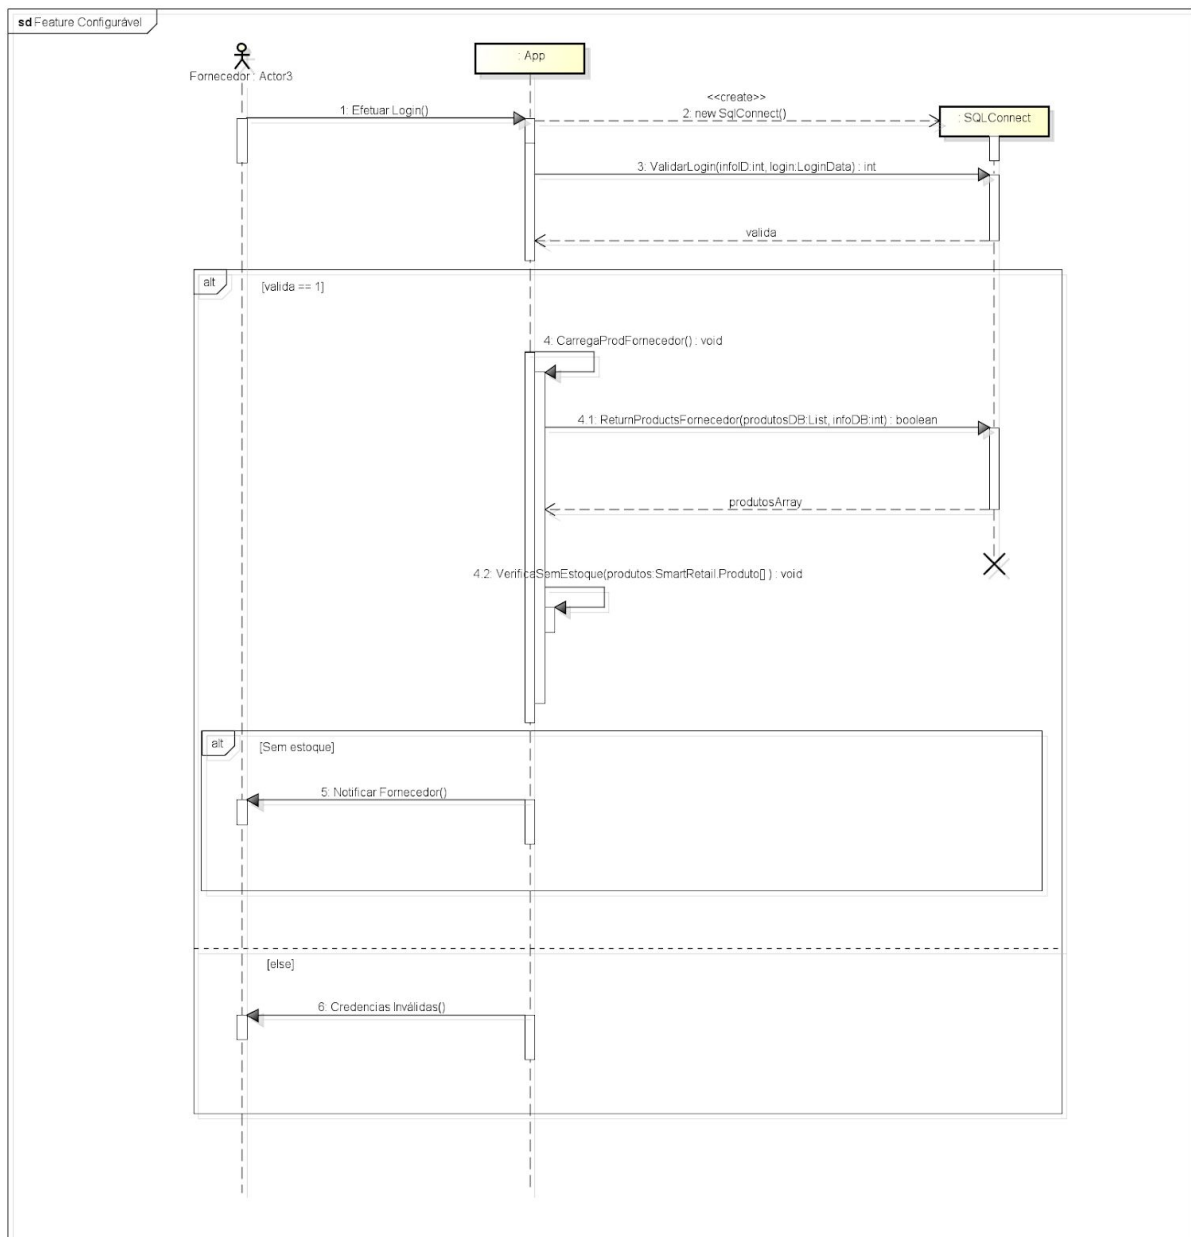 sd Feature Configurável
Fornecedor : Actor3
: App
1: Efetuar Login()
<<create>>
2: new SqlConnect()
: SQLConnect
3: ValidarLogin(infoID:int, login:LoginData) : int
valida
alt
[valida == 1]
4: CarregaProdFornecedor() : void
4.1: ReturnProductsFornecedor(produtosDB:List, infoDB:int) : boolean
produtosArray
4.2: VerificaSemEstoque(produtos:SmartRetail.Produto[] ) : void
alt
[Sem estoque]
5: Notificar Fornecedor()
[else]
6: Credencias Inválidas()